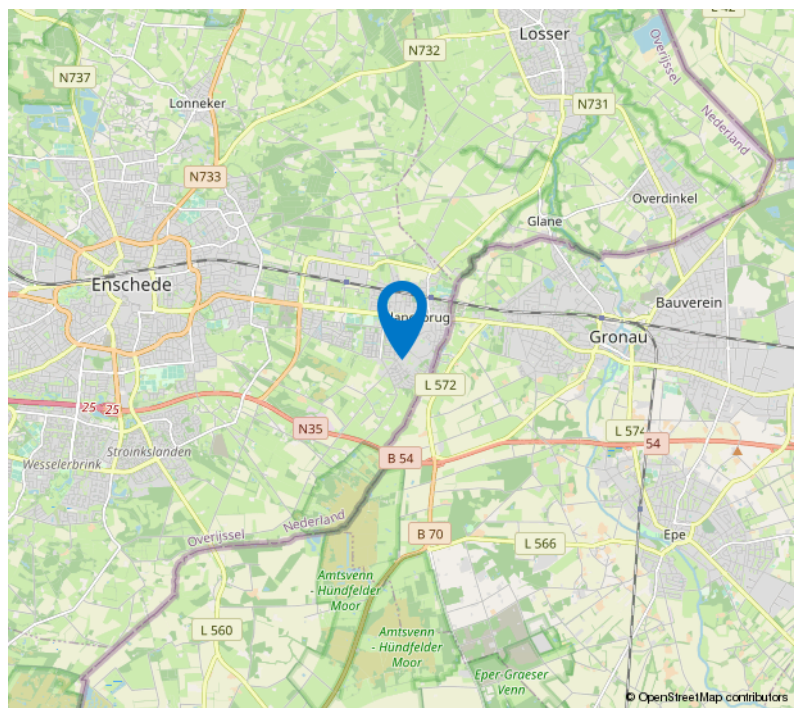 Losser
L 42
N732
N737
Overijssel
Nederland
Lonneker
N731
N733
Overdinkel
Glane
Enschede
Bauverein
Gronau
L 572
25
25
N35
L 574
54
Stroinkslanden
Wesselerbrink
B 54
Overijssel
Nederland
B 70
L 566
Epe
Amtsvenn
- Hündfelder
Moor
L 560
Amtsvenn
- Hündfelder
Moor
Eper-Graeser
Venn
© OpenStreetMap contributors